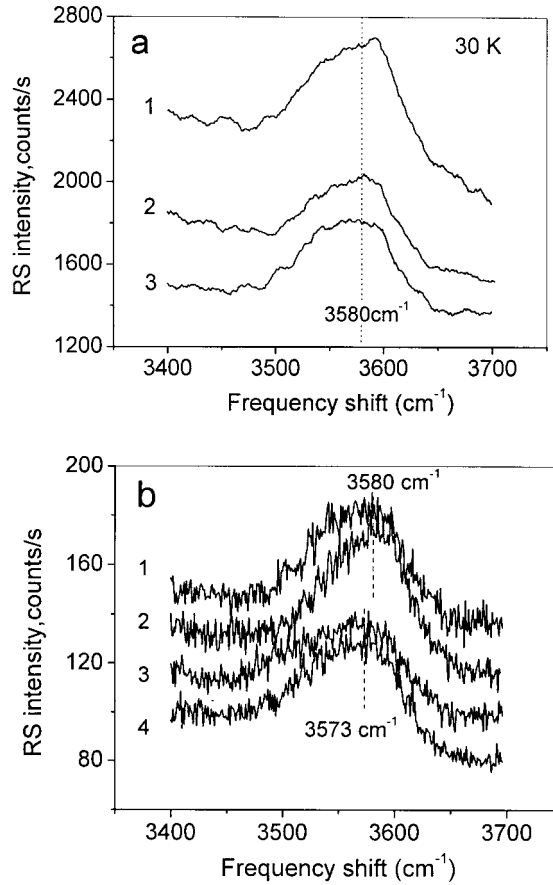 2800
a
30 K
2400
1
2000
2
1600
3
3580cm-1
1200
3400 3500 3600 3700
RS intensity,counts/s
Frequency shift (cm-1)
200
b
3580 cm-1
160
1
2
120
3
3573 cm-1
4
80
3400 3500 3600 3700
RS intensity,counts/s
Frequency shift (cm-1)